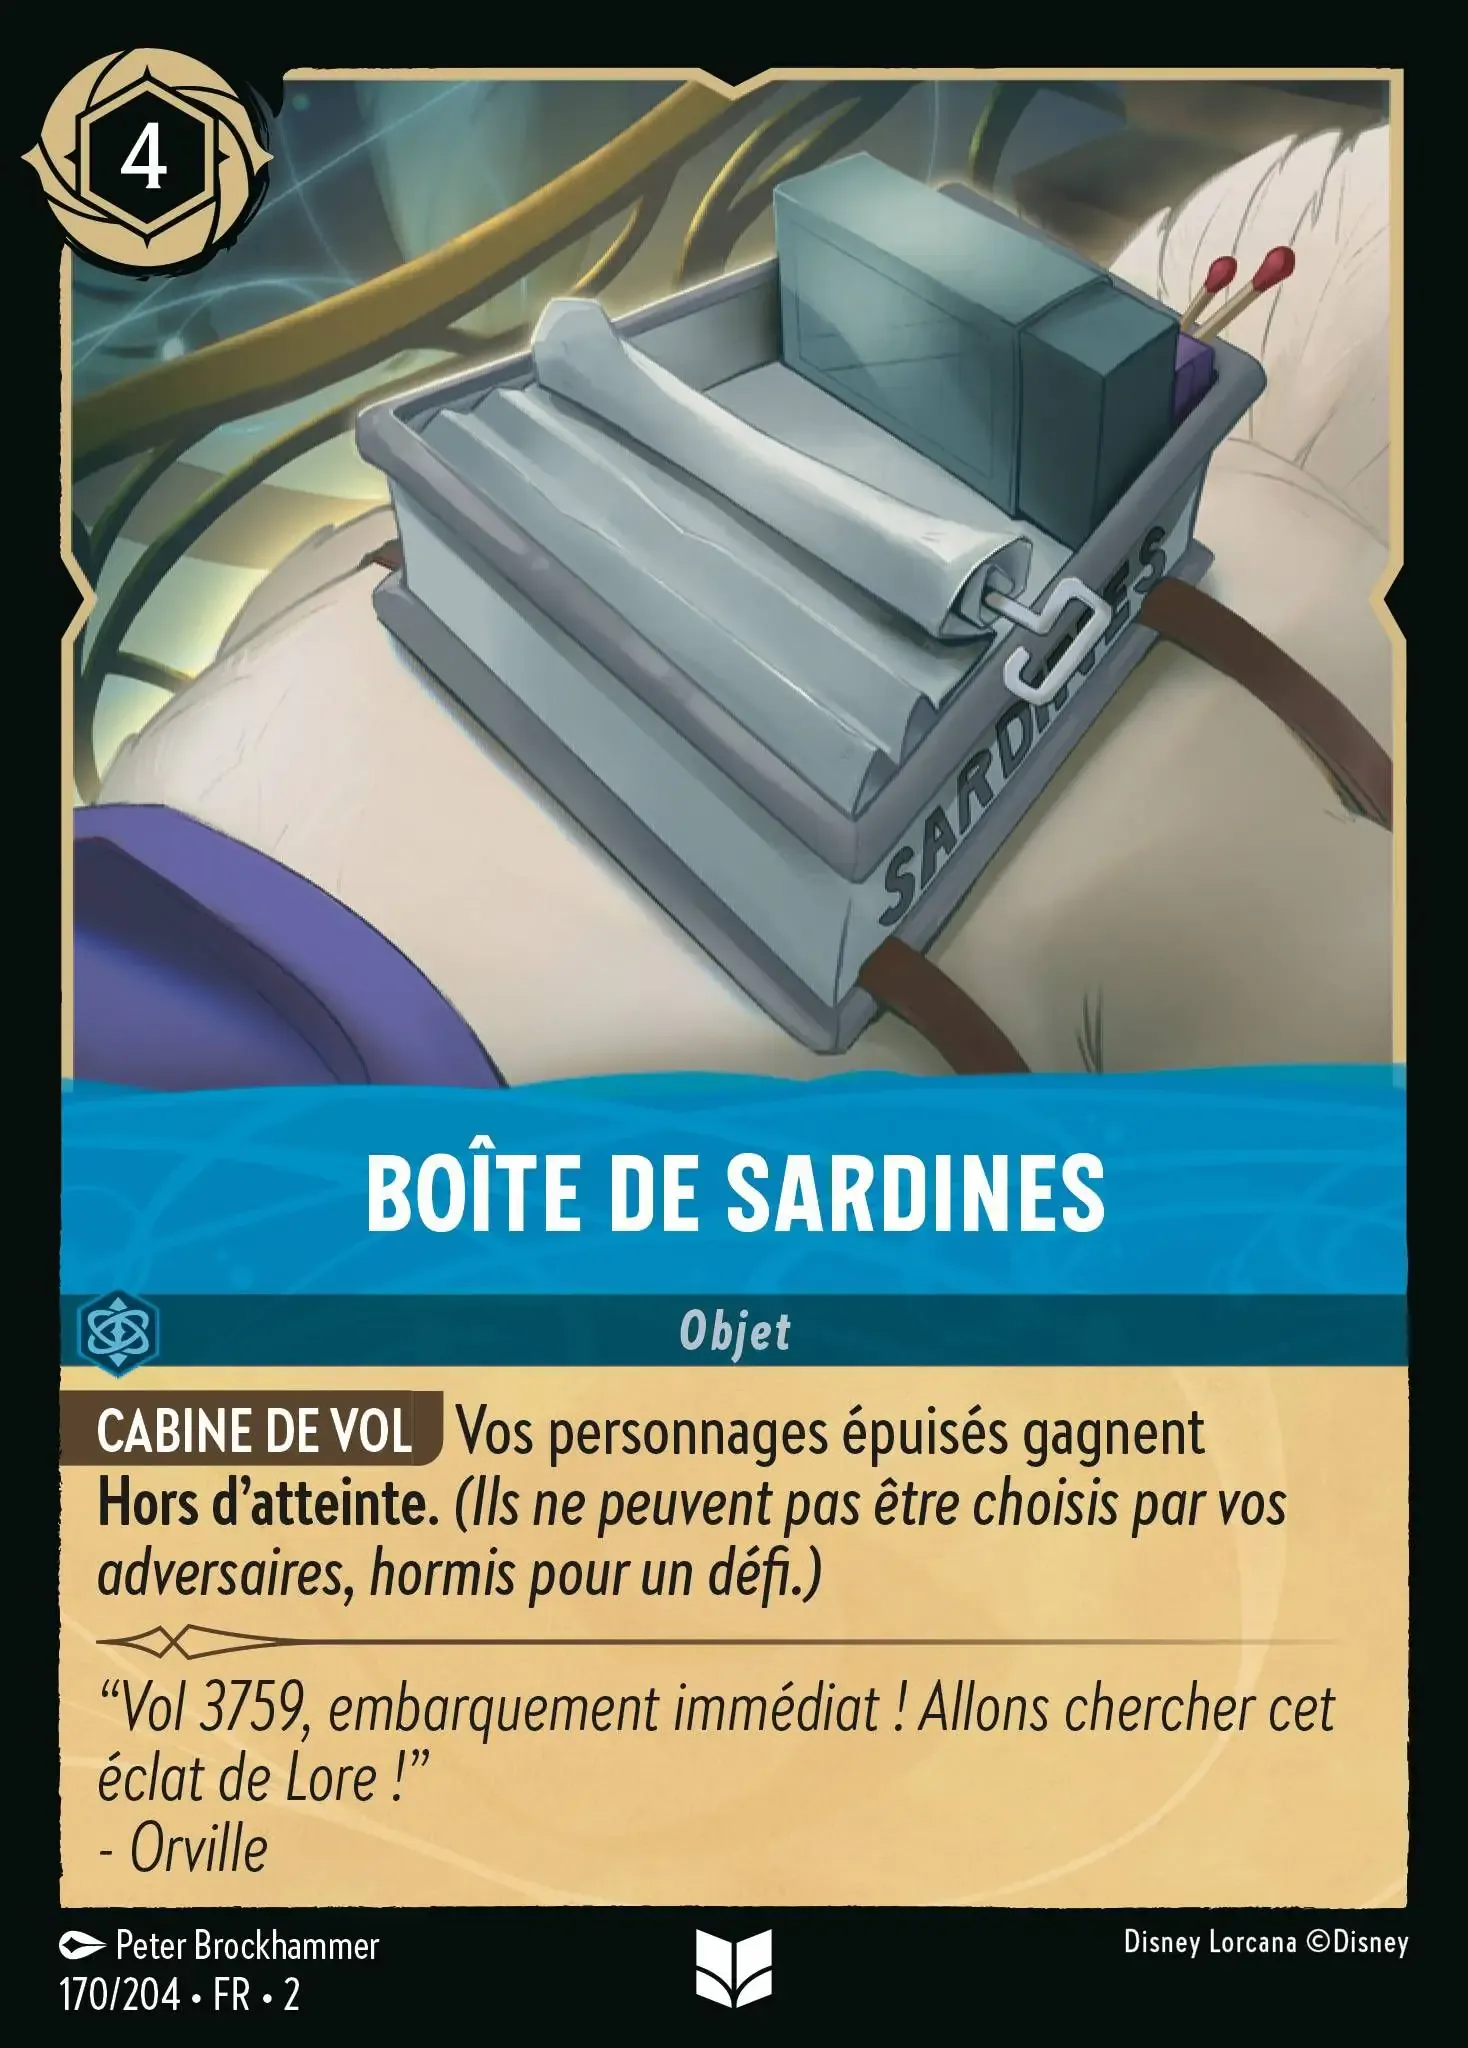 4
SARDINES
BOÎTE DE SARDINES
Objet
CABINE DE VOL Vos personnages épuisés gagnent
Hors d’atteinte. (Ils ne peuvent pas être choisis par vos
adversaires, hormis pour un défi.)
“Vol 3759, embarquement immédiat ! Allons chercher cet
éclat de Lore !”
- Orville
Peter Brockhammer
Disney Lorcana ©Disney
170/204 • FR • 2